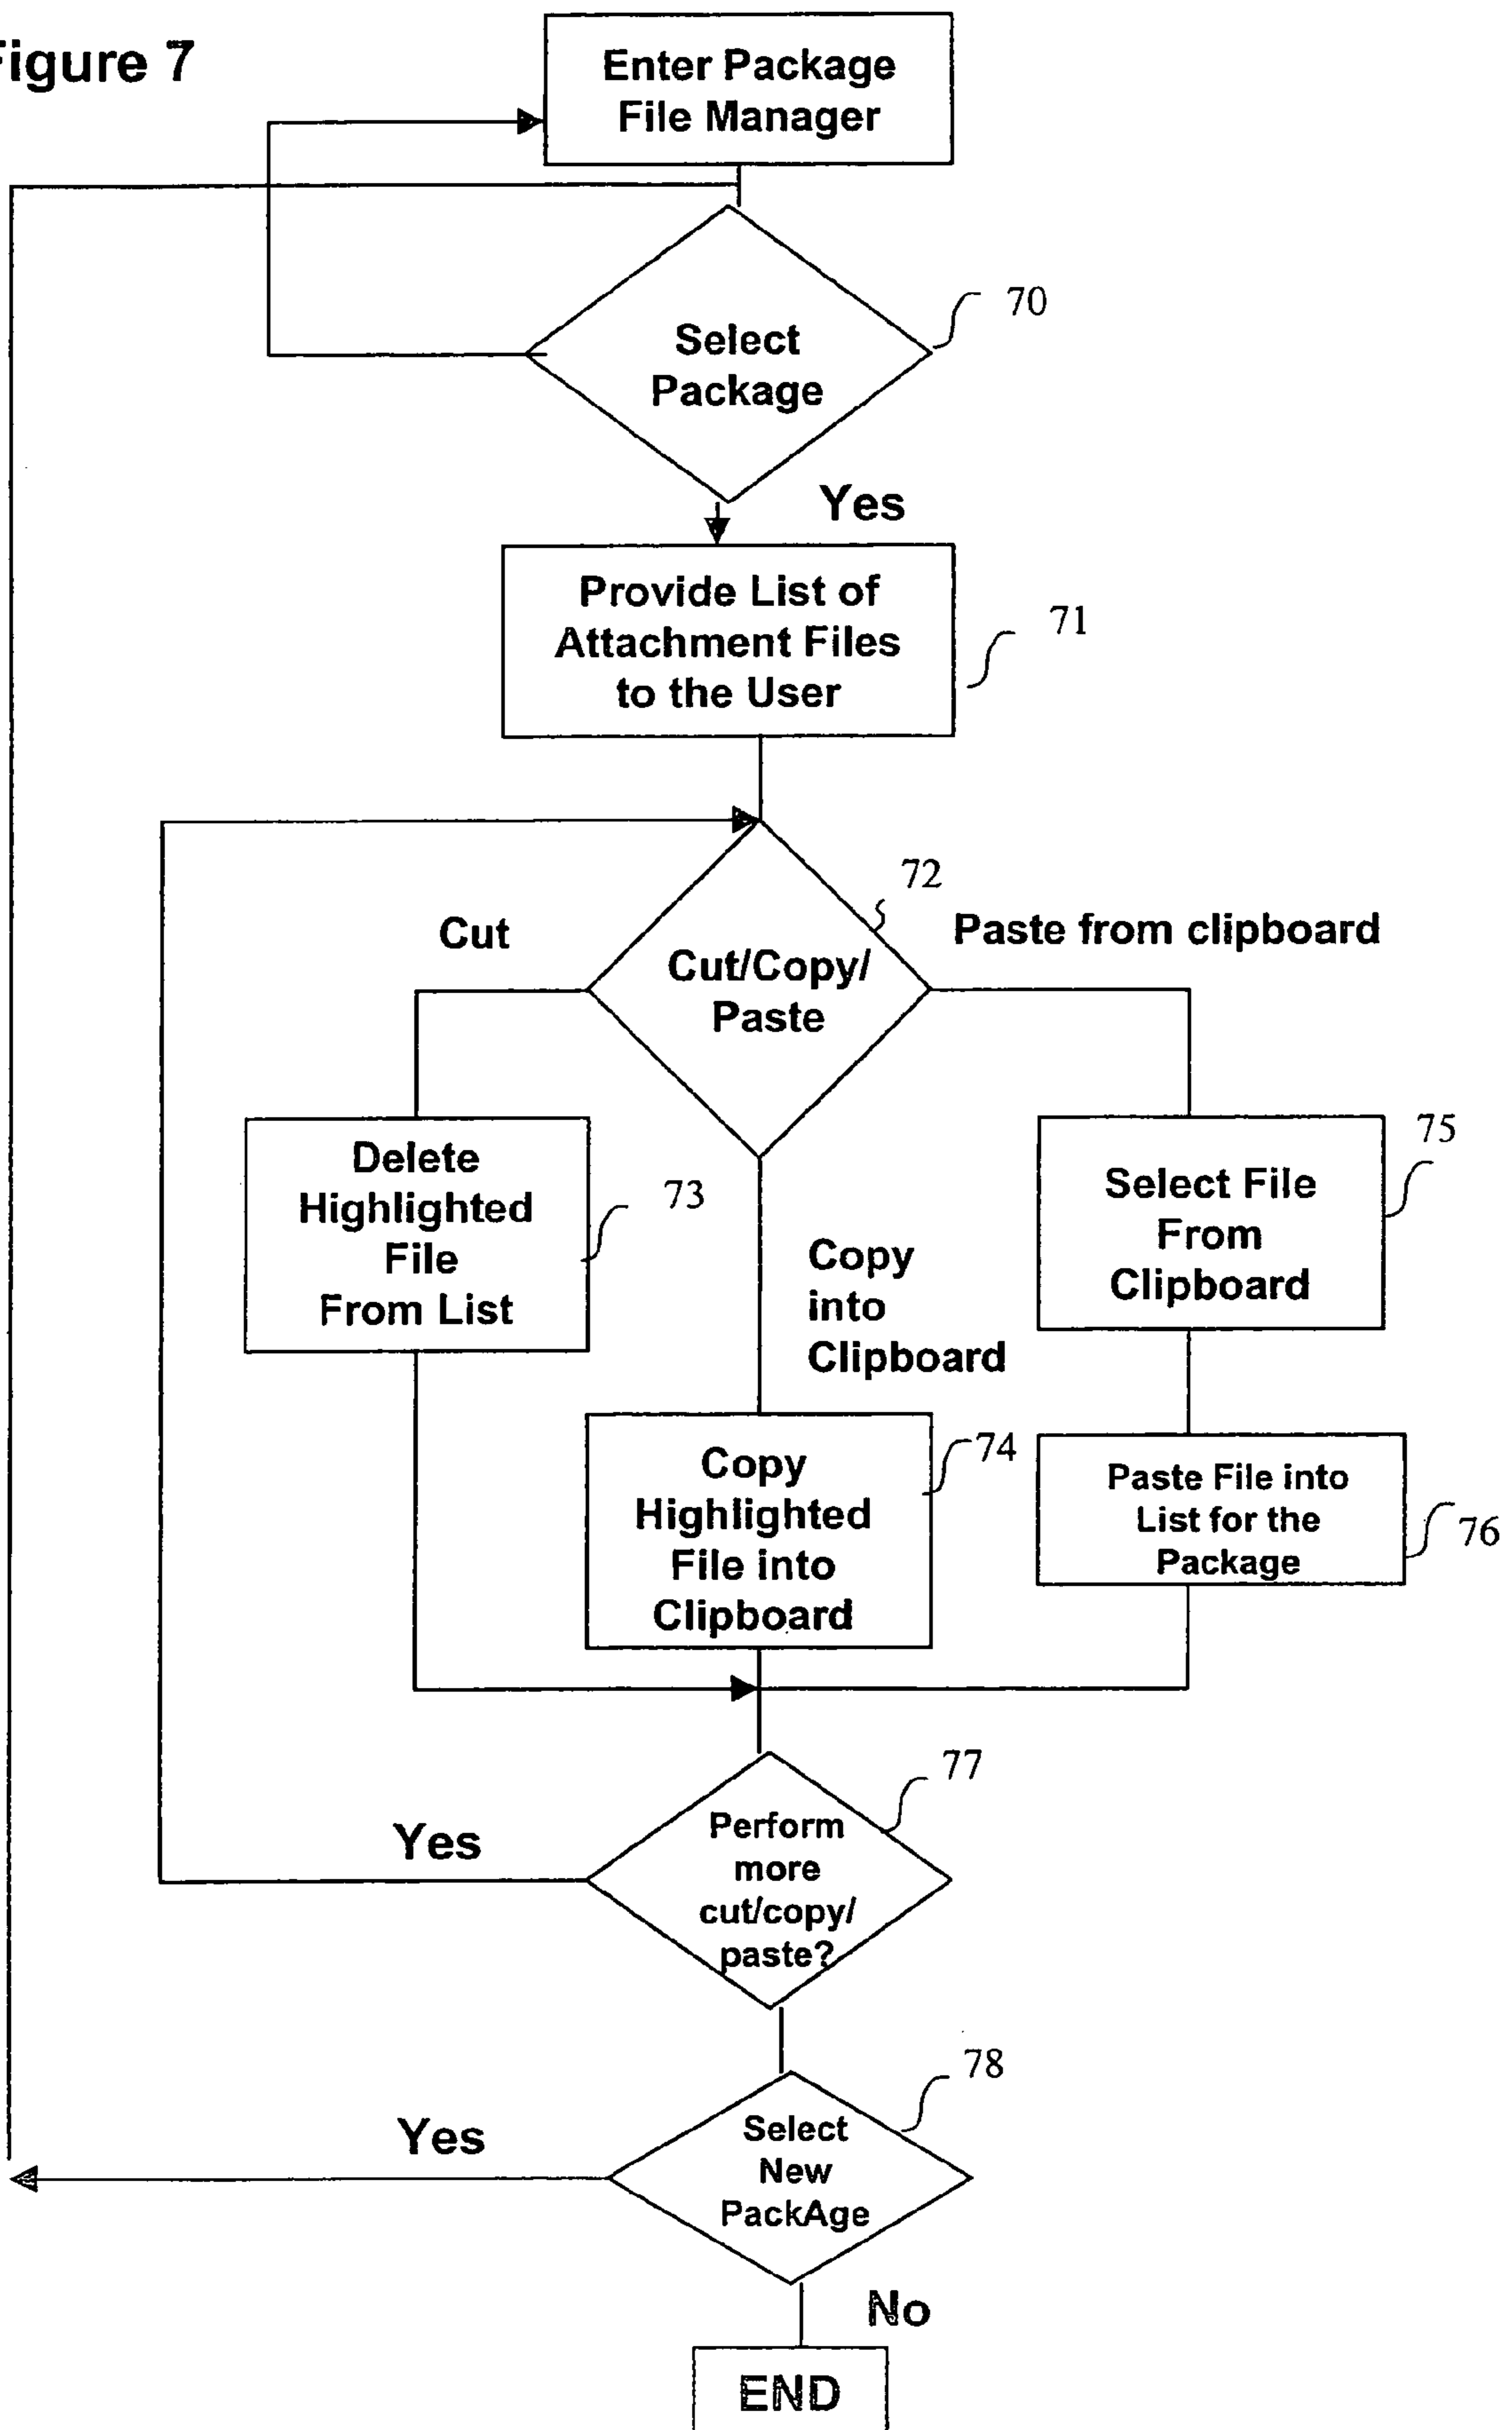 Figure 7
Enter Package
File Manager
70
Select
Package
Yes
Provide List of
Attachment Files
to the User
71
72
Cut
Paste from clipboard
Cut/Copy/
Paste
Delete
Highlighted
File
From List
73
Copy
into
Clipboard
75
Select File
From
Clipboard
Copy
Highlighted
File into
Clipboard
74
Paste File into
List for the
Package
76
77
Perform
more
cut/copy/
paste?
Yes
78
Select
New
PackAge
Yes
No
END